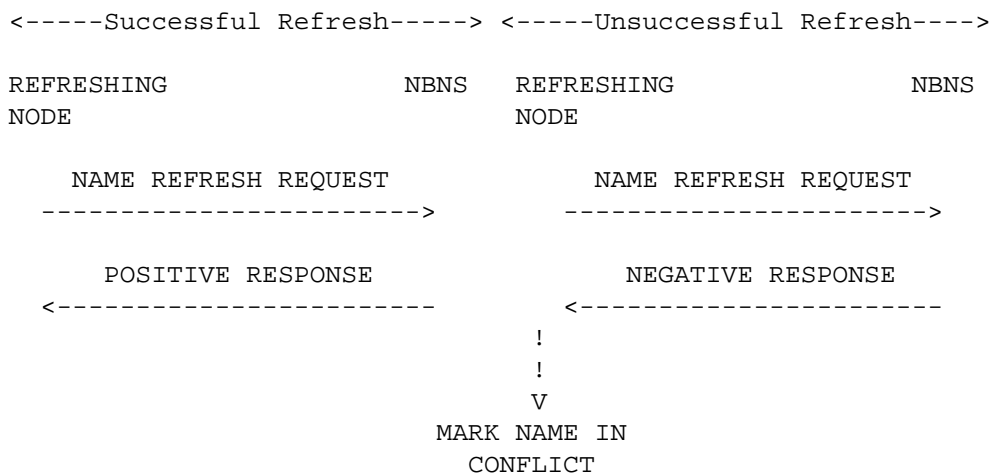 <-----Successful Refresh-----> <-----Unsuccessful Refresh---->
REFRESHING NBNS REFRESHING NBNS
NODE NODE
NAME REFRESH REQUEST NAME REFRESH REQUEST
------------------------> ----------------------->
POSITIVE RESPONSE NEGATIVE RESPONSE
<------------------------ <-----------------------
!
!
V
MARK NAME IN
CONFLICT